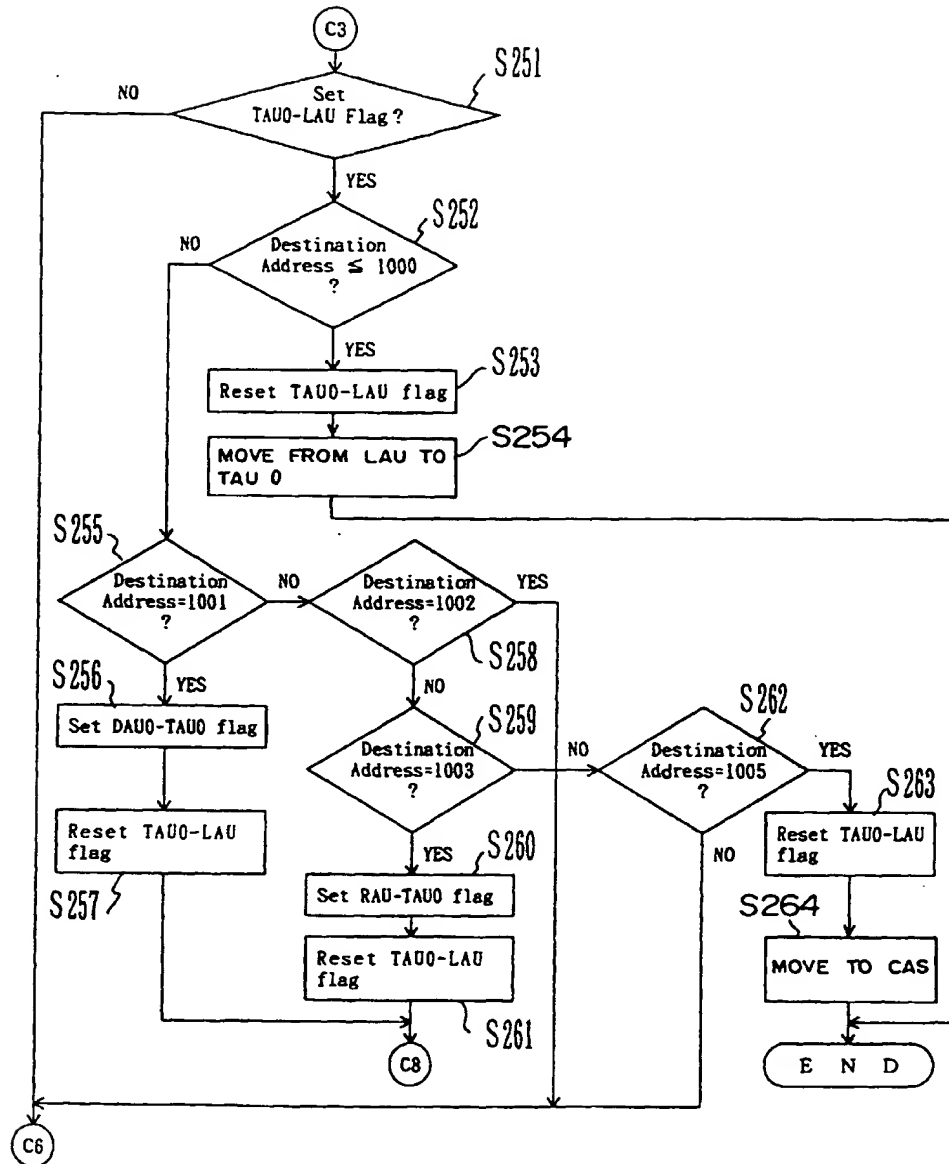 C3
S251
NO
Set
TAU0-LAU Flag?
YES
S252
NO
Destination
Address ≦ 1000
?
YES
S253
Reset TAU0-LAU flag
S254
MOVE FROM LAU TO
TAU 0
S255
Destination
Address=1001
?
NO
Destination
Address=1002
?
YES
S258
S256
YES
NO
Set DAU0-TAU0 flag
S259
Destination
Address=1003
?
NO
S262
Destination
Address=1005
?
YES
S263
Reset TAU0-LAU
flag
NO
Reset TAU0-LAU
flag
S257
YES
S260
Set RAU-TAU0 flag
Reset TAU0-LAU
flag
S261
S264
MOVE TO CAS
C8
E N D
C6